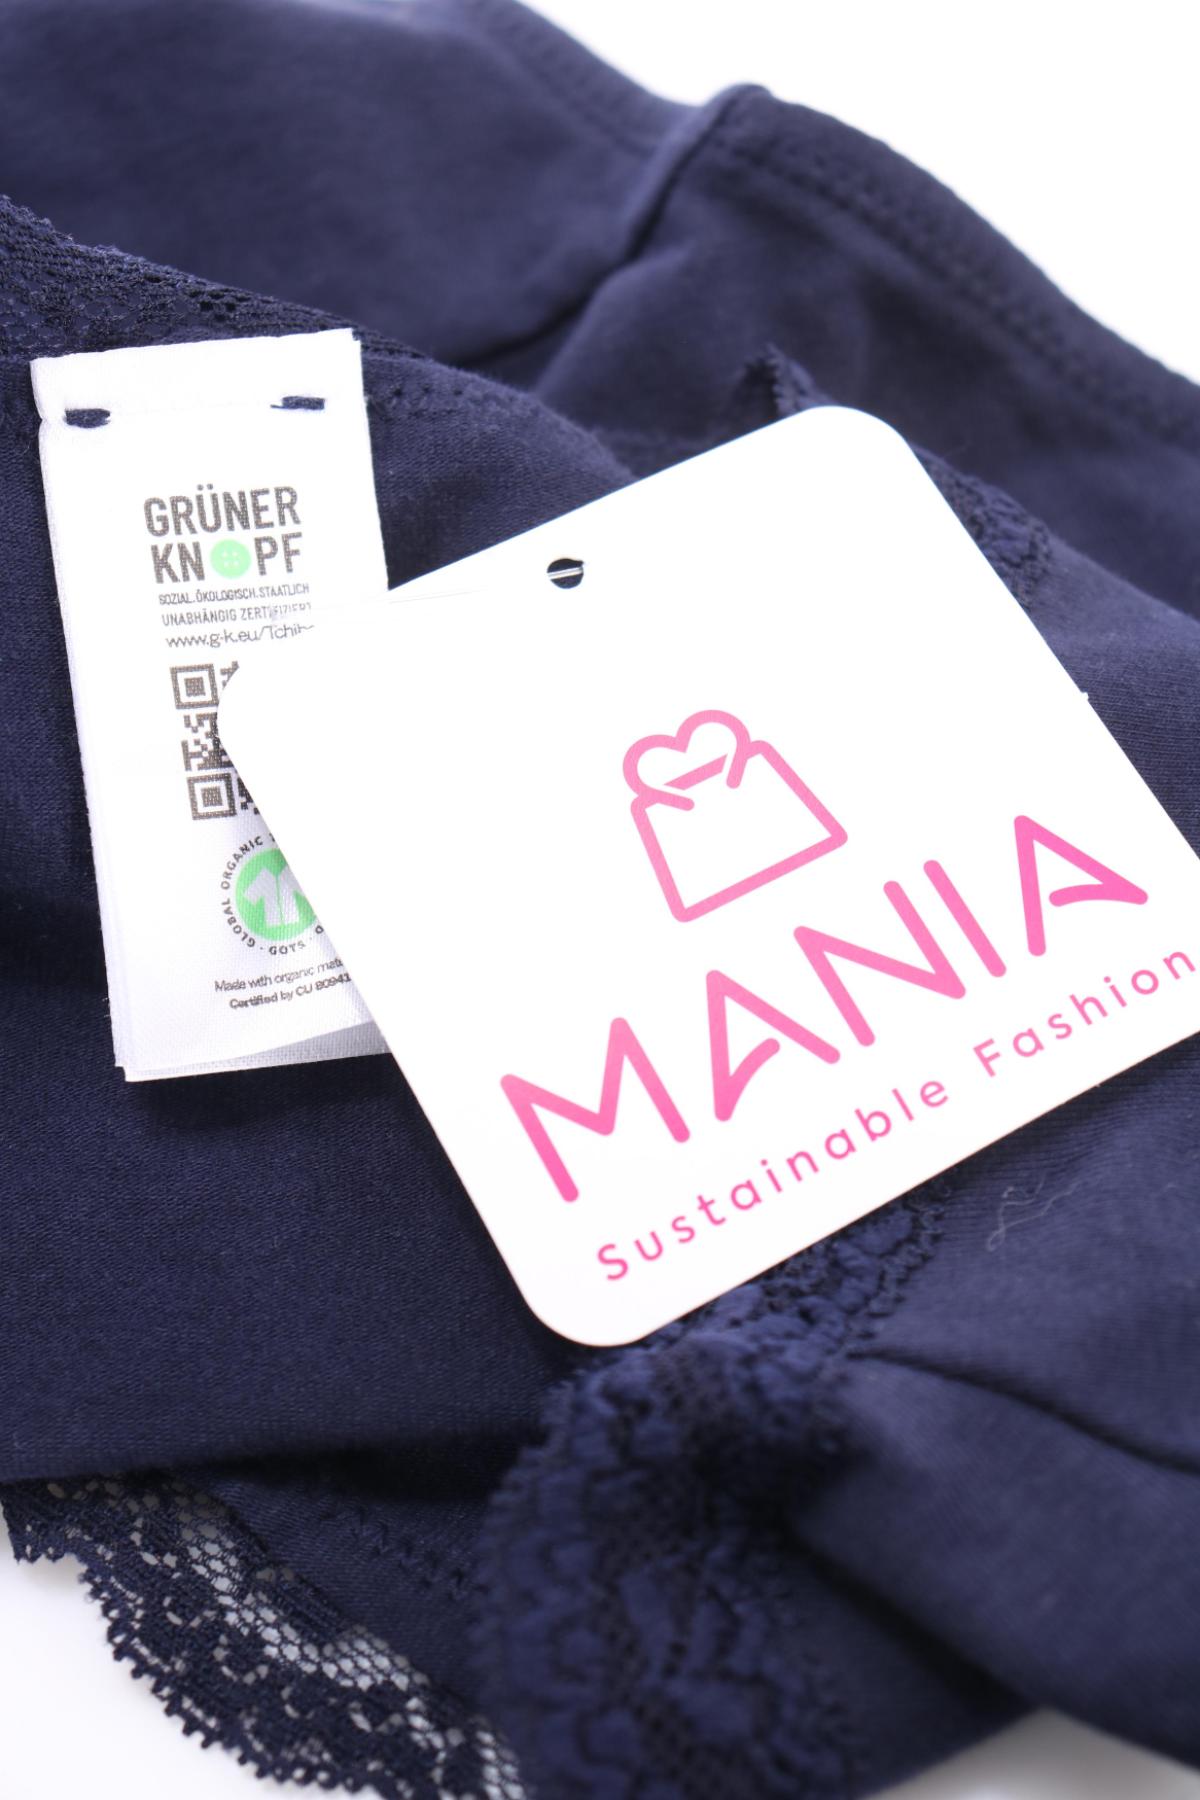 GRÜNER
KNOPF
SOZIAL. ÖKOLOGISCH. STAATLICH
UNABHÄNGIG ZERTIFIZIERT
www.g-k.eu/Tchib
GLOBAL ORGANIC
· GOTS ·
Made with organic mate
Certified by CU 80941
MANIA
Sustainable Fashion